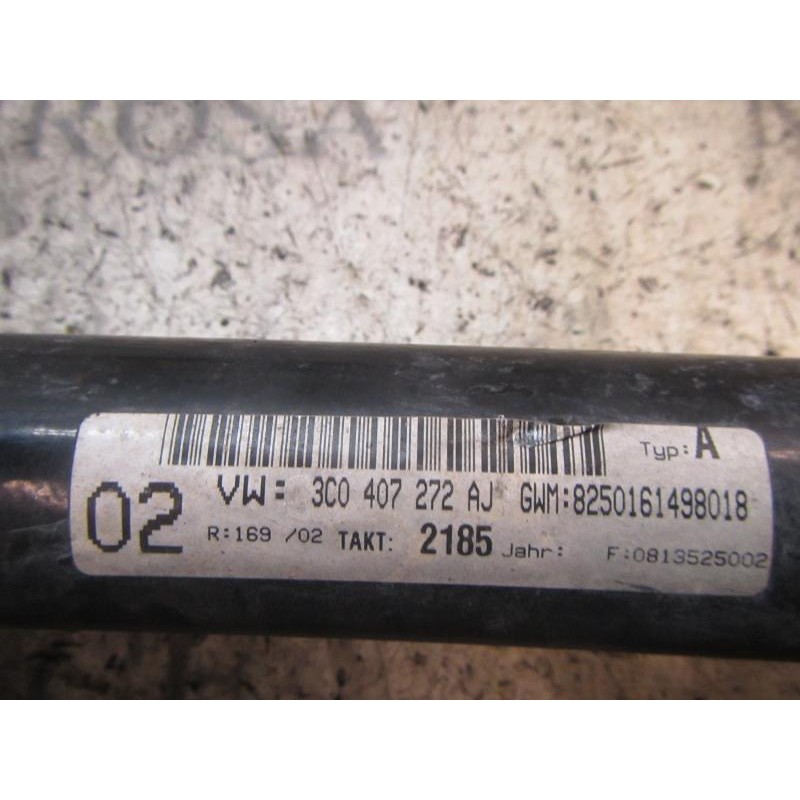 Typ: A
02 VW: 3C0 407 272 AJ GWM:8250161498018
R:169 /02 TAKT: 2185 Jahr: F:0813525002